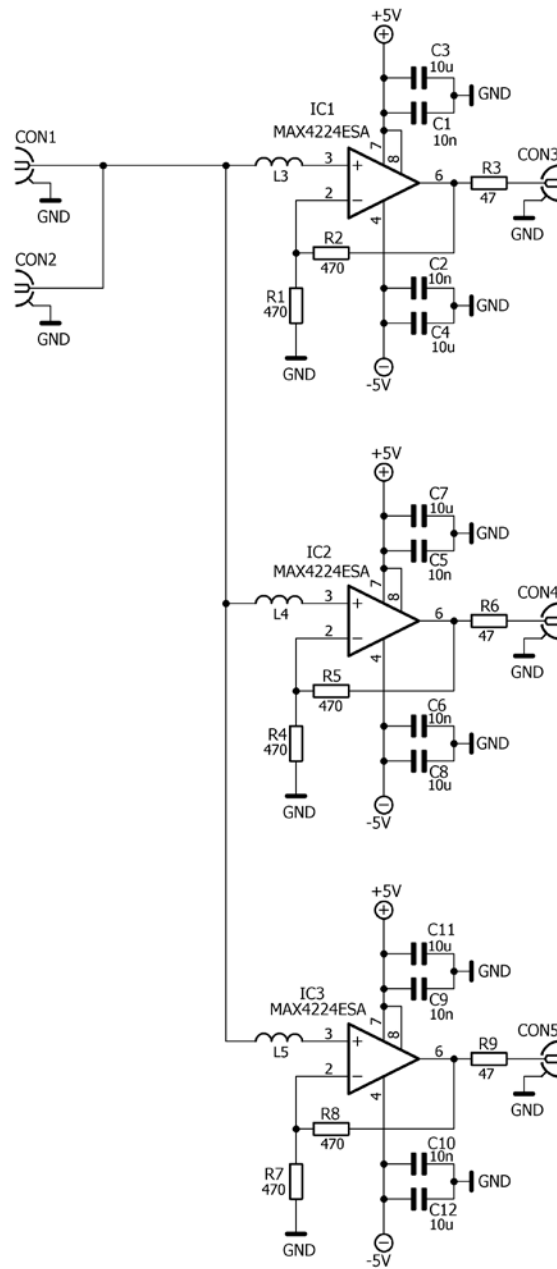 +5V
C3
10u
GND
C1
10n
IC1
MAX4224ESA
7
8
CON1
GND
CON2
GND
L3
3
+
2
−
6
4
R3
47
CON3
GND
R2
470
R1
470
GND
C2
10n
GND
C4
10u
-5V
+5V
C7
10u
GND
C5
10n
IC2
MAX4224ESA
7
8
L4
3
+
2
−
6
4
R6
47
CON4
GND
R5
470
R4
470
GND
C6
10n
GND
C8
10u
-5V
+5V
C11
10u
GND
C9
10n
IC3
MAX4224ESA
7
8
L5
3
+
2
−
6
4
R9
47
CON5
GND
R8
470
R7
470
GND
C10
10n
GND
C12
10u
-5V